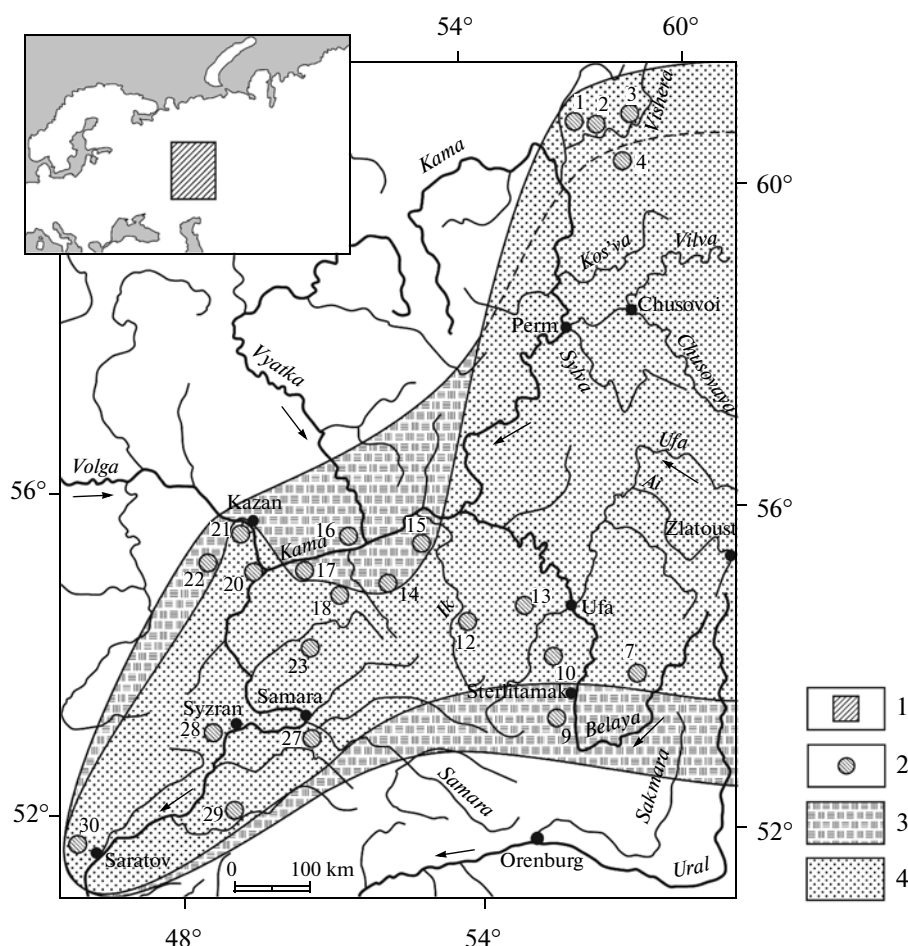 54° 60°
1 2 3
Vishera
4
Kama
60°
Kos'va Vilva
Chusovoi
Perm
Sylva
Chusovaya
Vyatka
Ufa
Volga
56°
Ai
56°
Kazan
Zlatoust
21 16 15
Kama
22 20 17
14
18
Ik
13
Ufa
12
23
10 7
Sterlitamak
Samara
Syzran
28 27
9
Belaya
Samara
Sakmara
29
52°
52°
30
Saratov
0 100 km
Orenburg
Ural
48° 54°
1
2
3
4